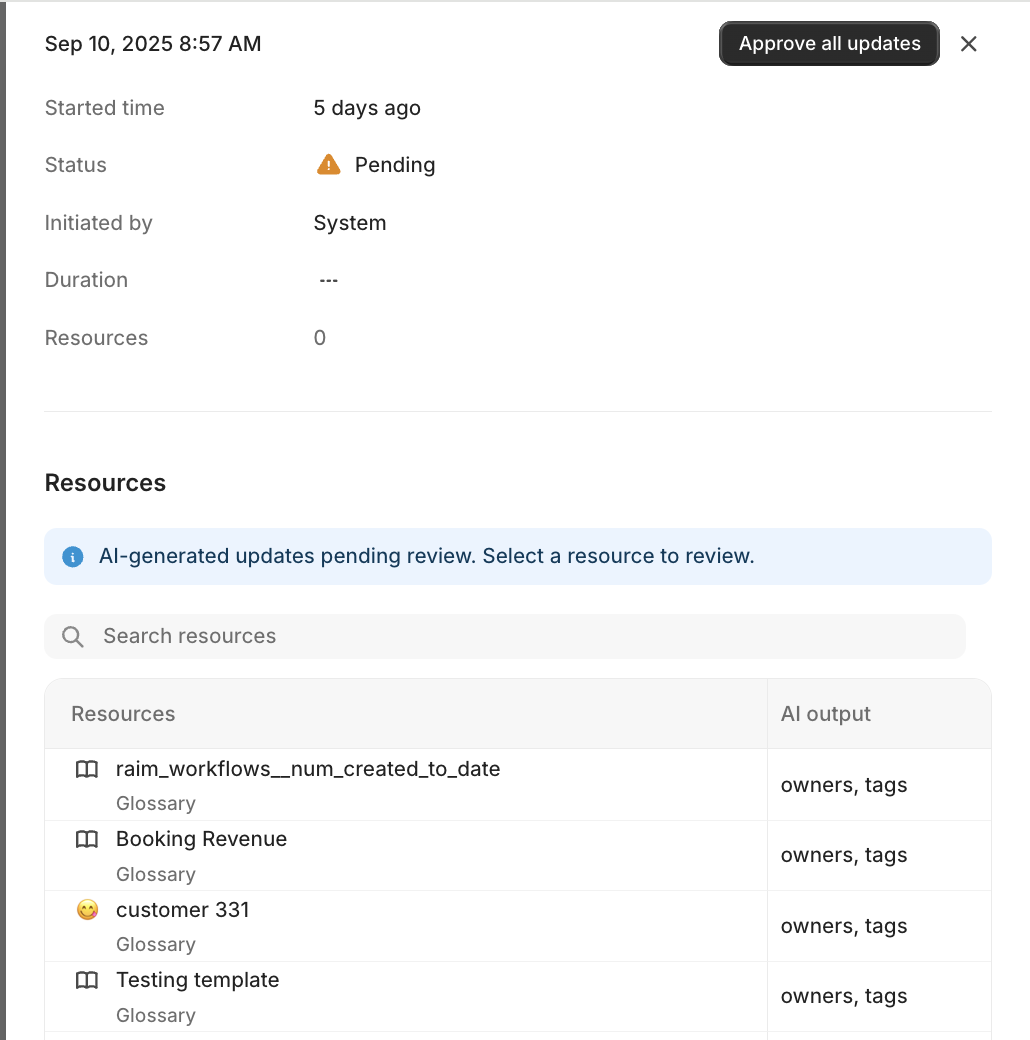 Sep 10, 2025 8:57 AM
Approve all updates
Started time
5 days ago
Status
Pending
Initiated by
System
Duration
---
Resources
0
Resources
AI-generated updates pending review. Select a resource to review.
Search resources
Resources
AI output
raim_workflows__num_created_to_date
Glossary
owners, tags
Booking Revenue
Glossary
owners, tags
customer 331
Glossary
owners, tags
Testing template
Glossary
owners, tags